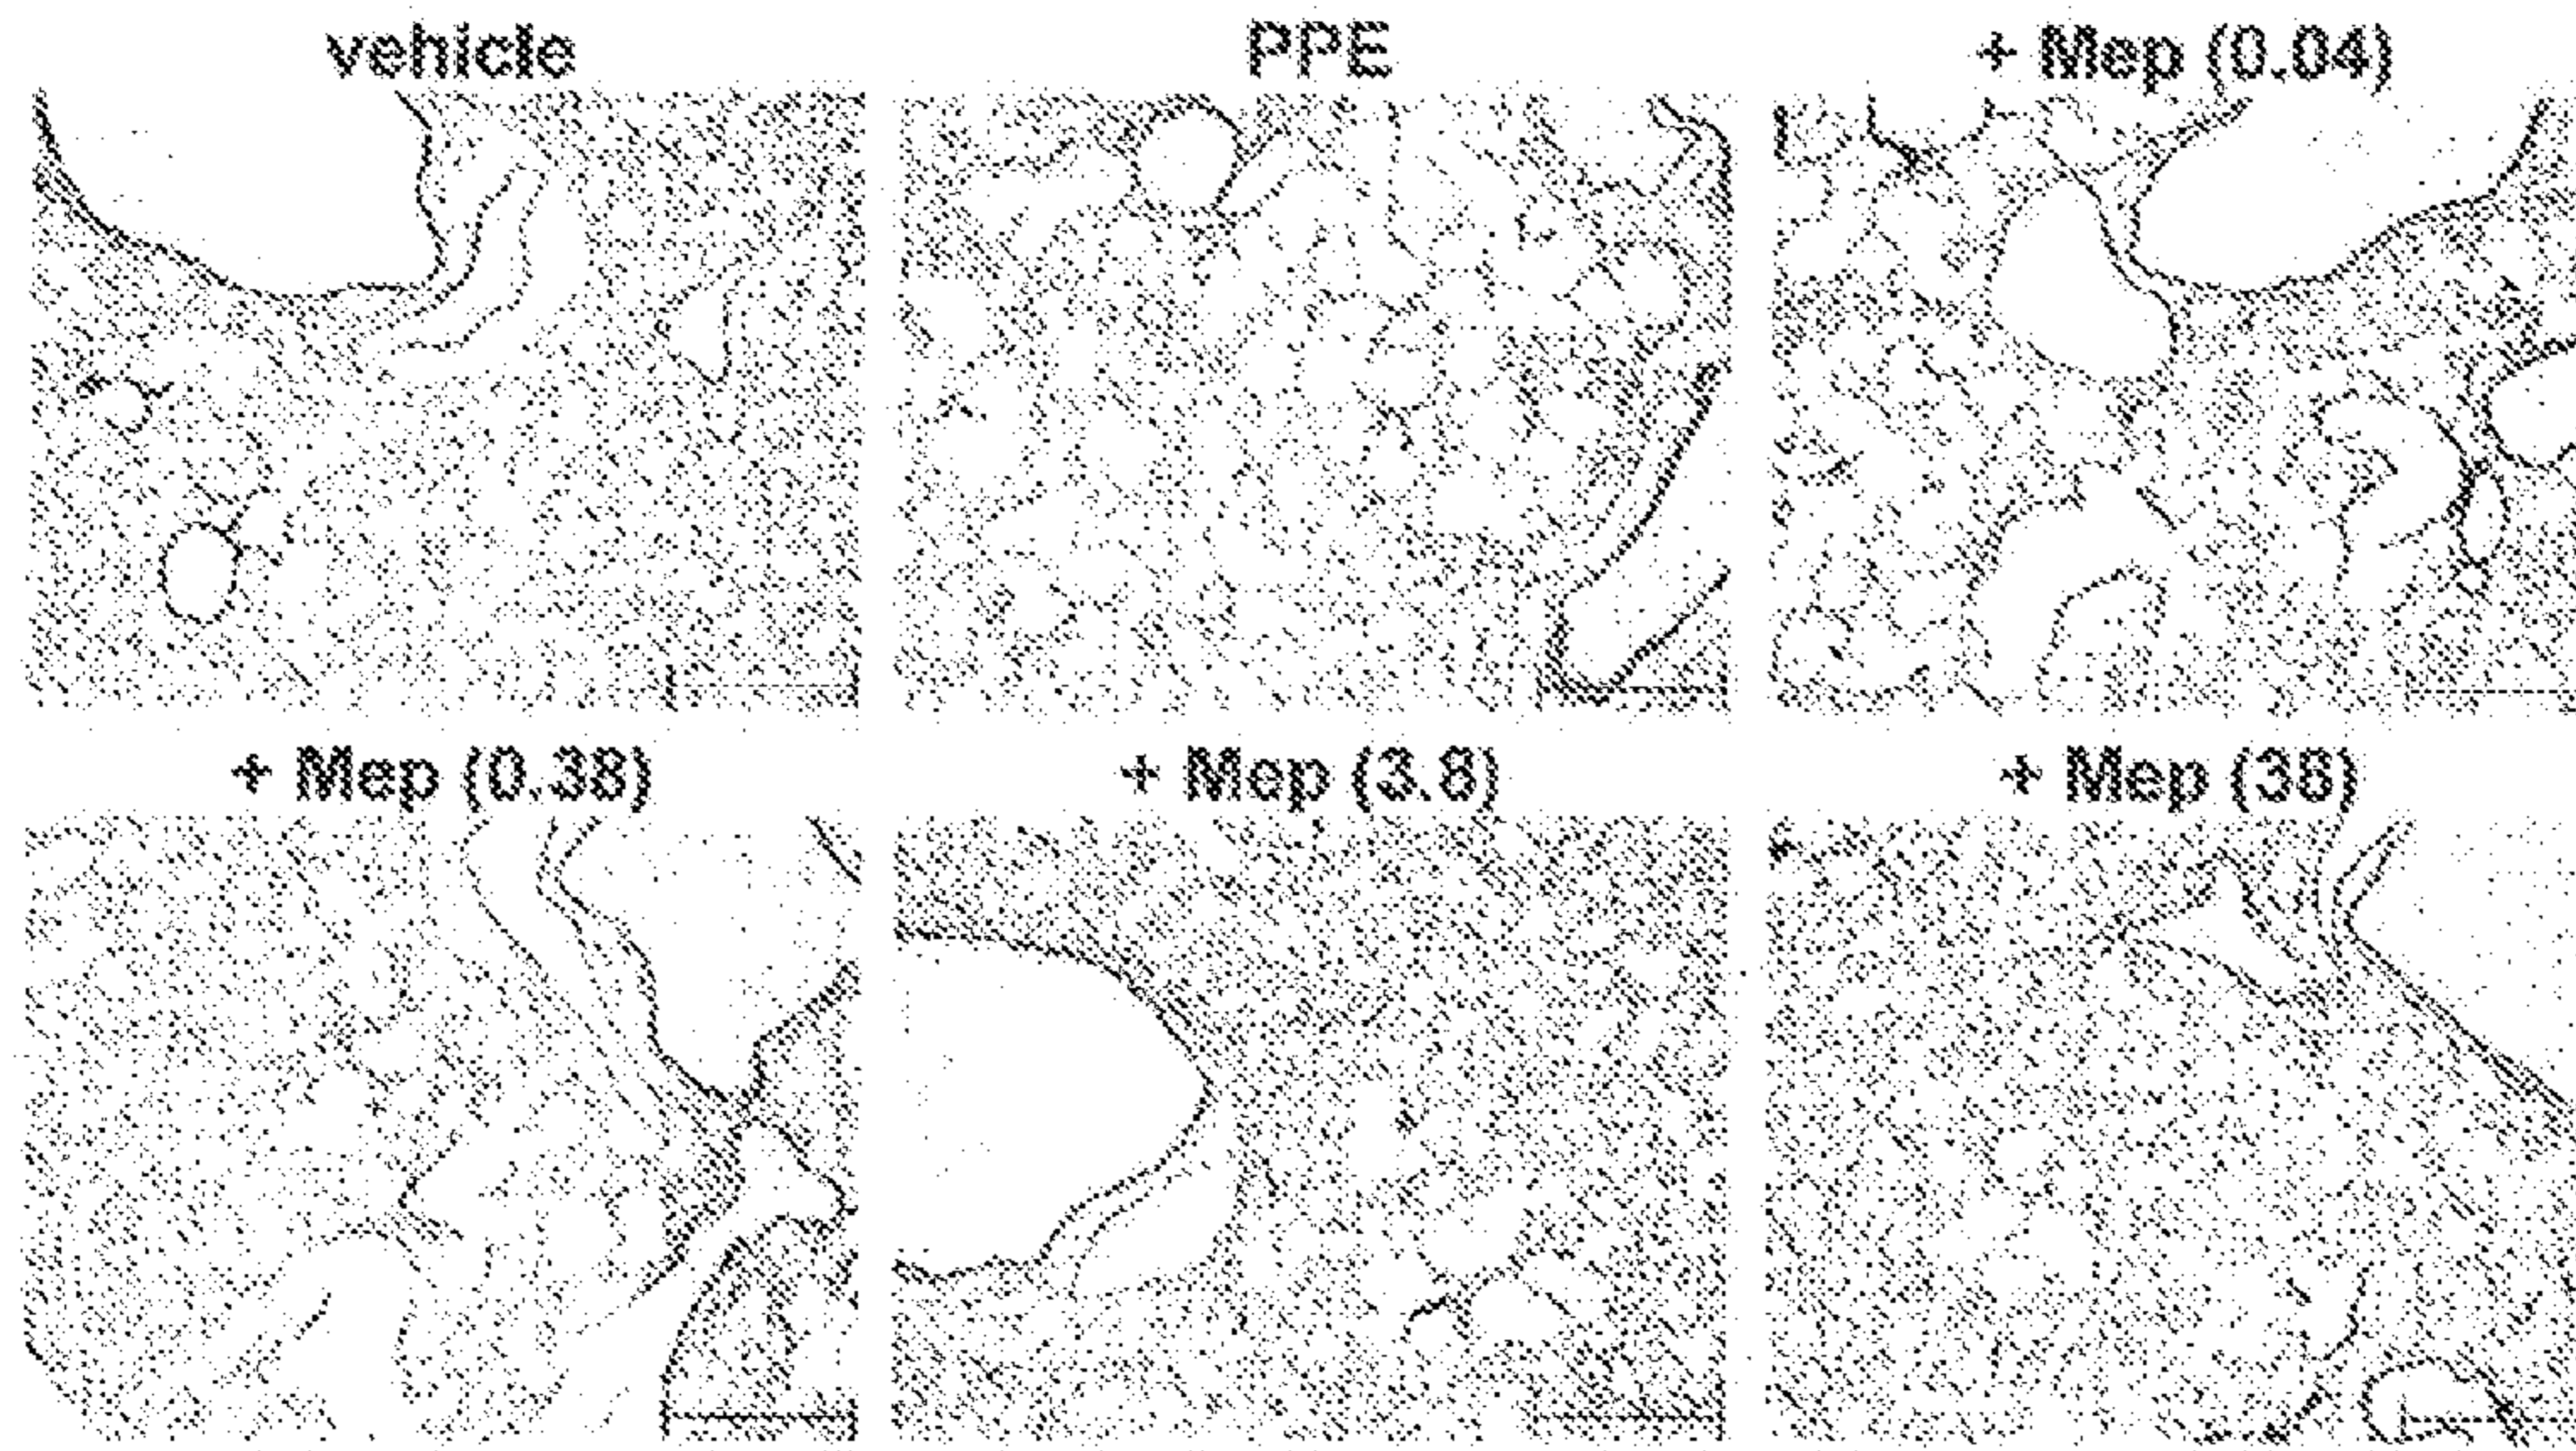 vehicle
PPE
+ Mep (0.04)
+ Mep (0.38)
+ Mep (3.8)
+ Mep (38)